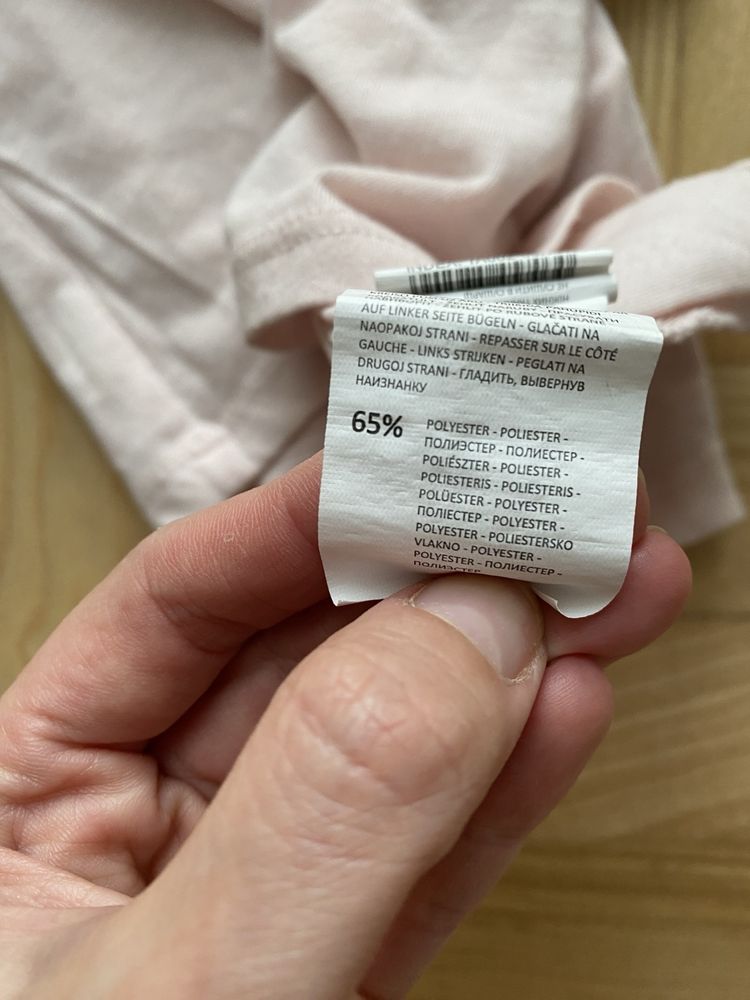 AUF LINKER SEITE BÜGELN - GLAČATI NA
NAOPAKOJ STRANI - REPASSER SUR LE CÔTÉ
GAUCHE - LINKS STRIJKEN - PEGLATI NA
DRUGOJ STRANI - ГЛАДИТЬ, ВЫВЕРНУВ
НАИЗНАНКУ
65%
POLYESTER - POLIESTER -
ПОЛИЭСТЕР - ПОЛИЕСТЕР -
POLIÉSZTER - POLIESTER -
POLIESTERIS - POLIESTERIS -
POLÜESTER - POLYESTER -
ПОЛІЕСТЕР - POLYESTER -
POLYESTER - POLIESTERSKO
VLAKNO - POLYESTER -
POLYESTER - ПОЛИЕСТЕР -